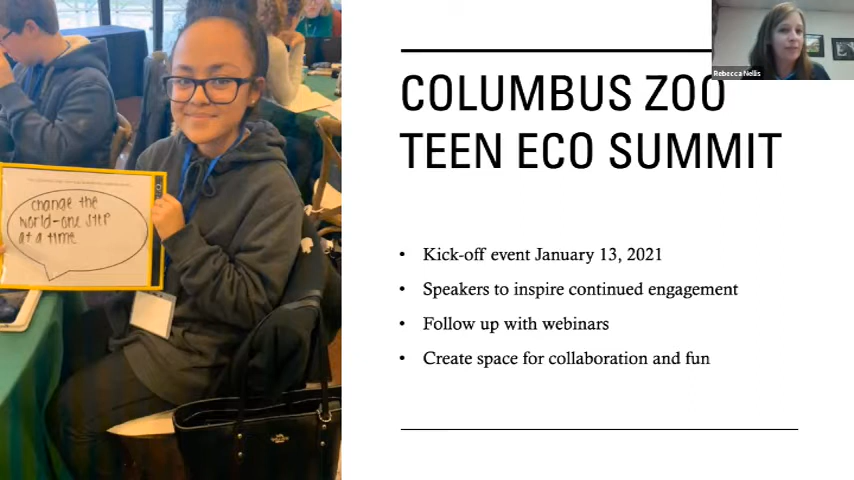 Rebecca Nellis
COLUMBUS ZOO
TEEN ECO SUMMIT
change the
world-one step
at a time
• Kick-off event January 13, 2021
• Speakers to inspire continued engagement
• Follow up with webinars
• Create space for collaboration and fun